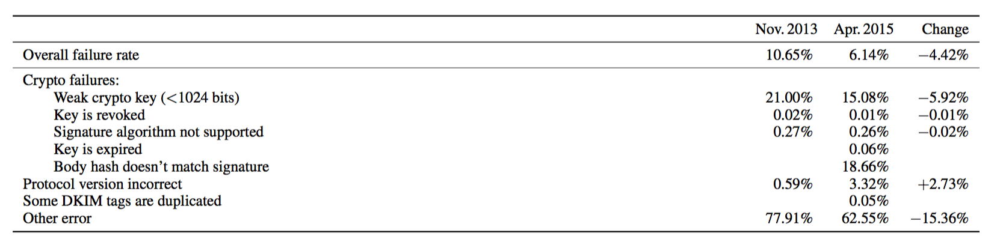 Nov. 2013 Apr. 2015 Change
Overall failure rate 10.65% 6.14% −4.42%
Crypto failures:
Weak crypto key (<1024 bits) 21.00% 15.08% −5.92%
Key is revoked 0.02% 0.01% −0.01%
Signature algorithm not supported 0.27% 0.26% −0.02%
Key is expired 0.06%
Body hash doesn’t match signature 18.66%
Protocol version incorrect 0.59% 3.32% +2.73%
Some DKIM tags are duplicated 0.05%
Other error 77.91% 62.55% −15.36%